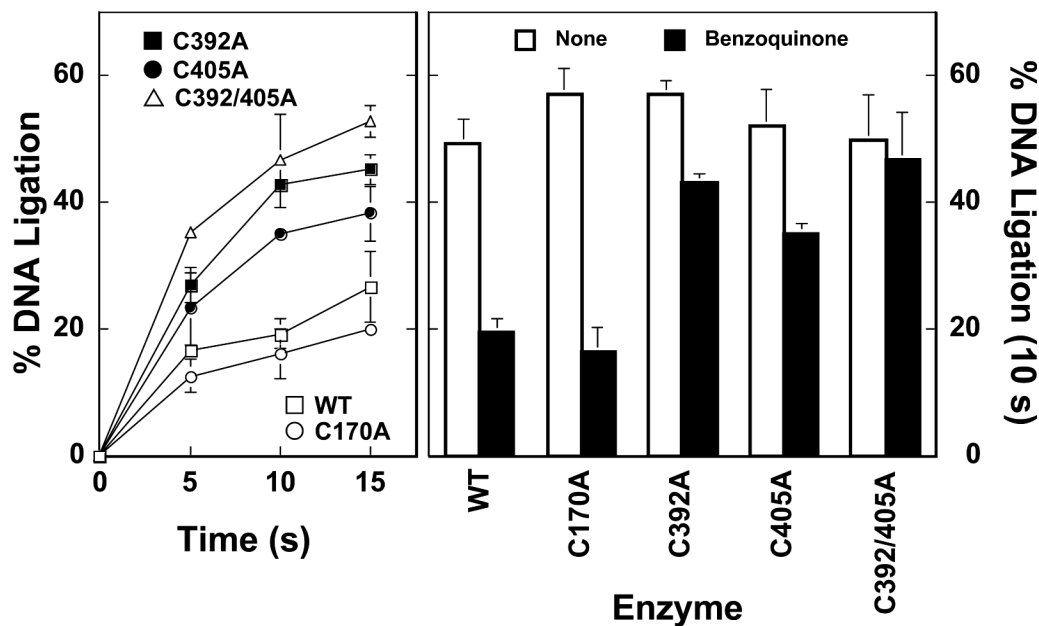 C392A
C405A
C392/405A
60
40
20
0
% DNA Ligation
WT
C170A
0 5 10 15
Time (s)
None Benzoquinone
60
40
20
0
% DNA Ligation (10 s)
WT
C170A
C392A
C405A
C392/405A
Enzyme